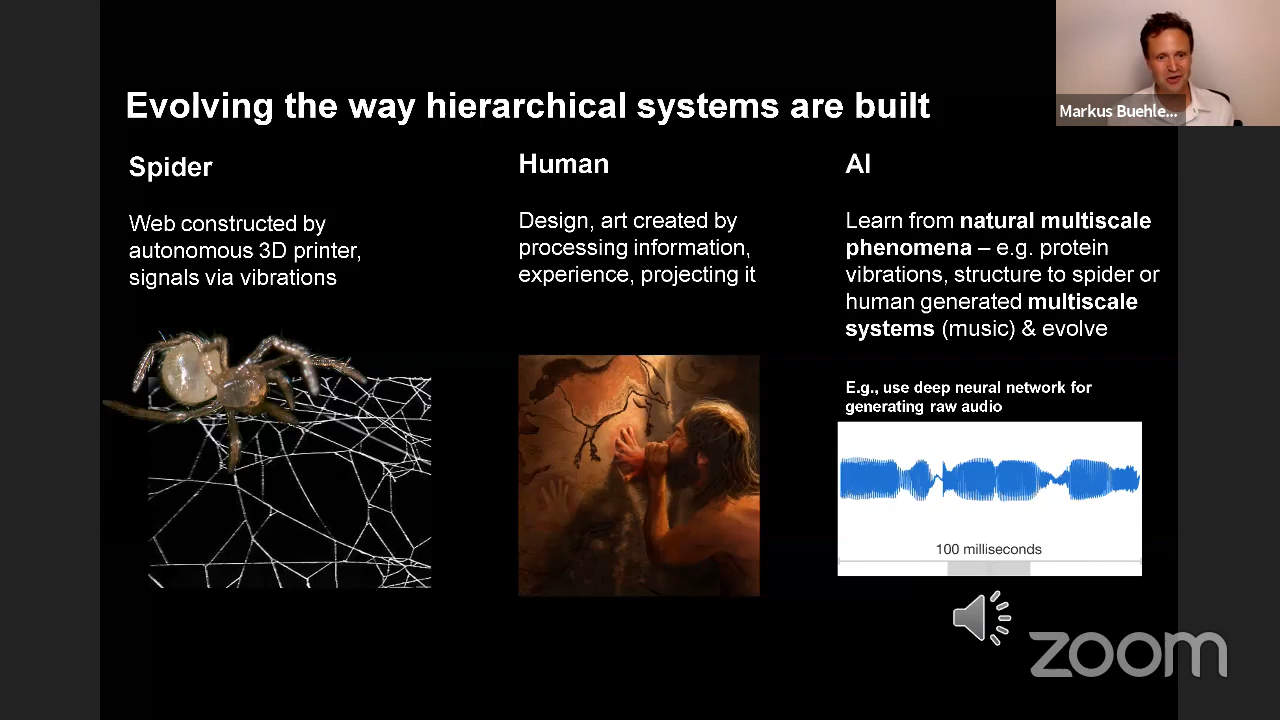 Evolving the way hierarchical systems are built
Markus Buehle...
Spider
Web constructed by
autonomous 3D printer,
signals via vibrations
Human
Design, art created by
processing information,
experience, projecting it
AI
Learn from natural multiscale
phenomena – e.g. protein
vibrations, structure to spider or
human generated multiscale
systems (music) & evolve
E.g., use deep neural network for
generating raw audio
100 milliseconds
zoom